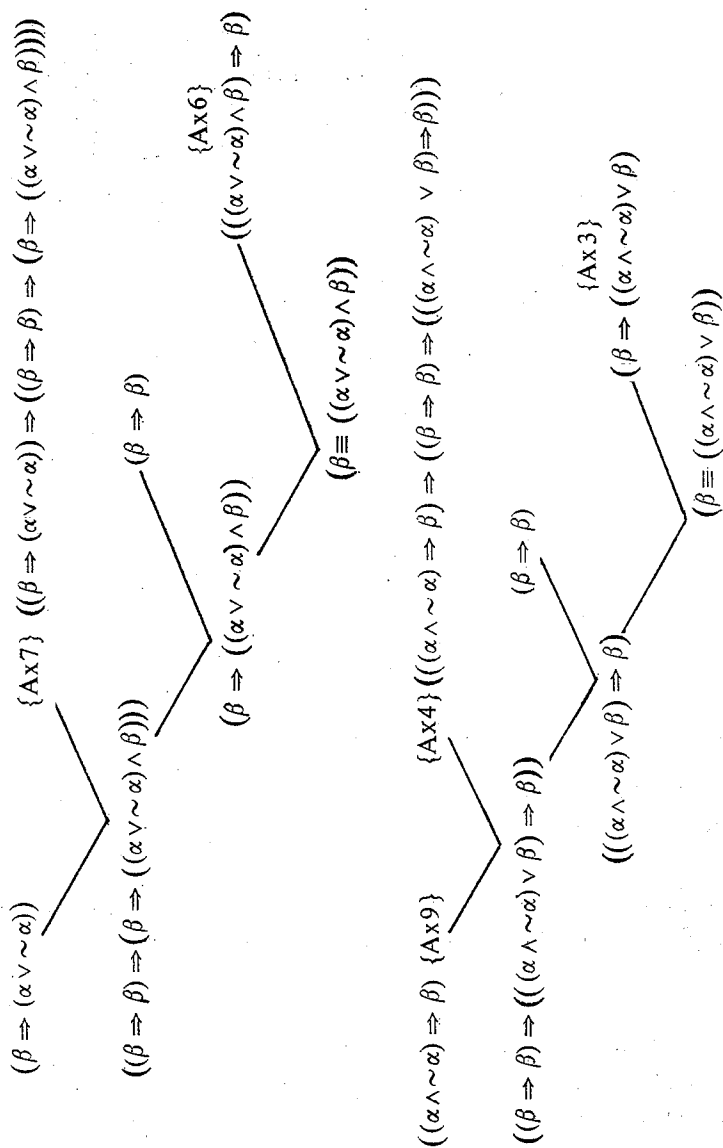 {Ax7} ((β ⇒ (α ∨ ~ α)) ⇒ ((β ⇒ β) ⇒ (β ⇒ ((α ∨ ~ α) ∧ β))))
(β ⇒ (α ∨ ~ α))
((β ⇒ β) ⇒ (β ⇒ ((α ∨ ~ α) ∧ β))))
(β ⇒ β)
{Ax6}
(β ⇒ ((α ∨ ~ α) ∧ β))
(((α ∨ ~ α) ∧ β) ⇒ β)
(β ≡ ((α ∨ ~ α) ∧ β))
((α ∧ ~ α) ⇒ β) {Ax9}
{Ax4} (((α ∧ ~ α) ⇒ β) ⇒ ((β ⇒ β) ⇒ (((α ∧ ~ α) ∨ β) ⇒ β)))
((β ⇒ β) ⇒ (((α ∧ ~ α) ∨ β) ⇒ β))
(β ⇒ β)
{Ax3}
(((α ∧ ~ α) ∨ β) ⇒ β)
(β ⇒ ((α ∧ ~ α) ∨ β)
(β ≡ ((α ∧ ~ α) ∨ β))